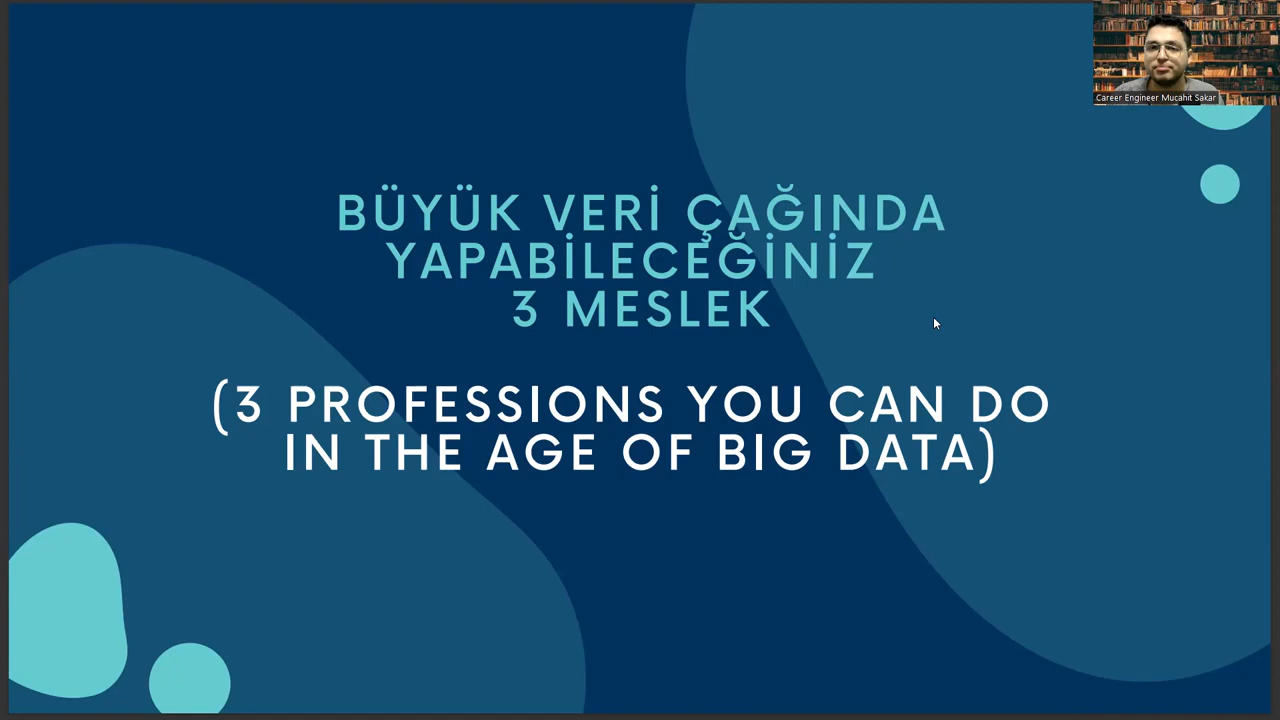 Career Engineer Mucahit Sakar
BÜYÜK VERİ ÇAĞINDA
YAPABİLECEĞİNİZ
3 MESLEK
(3 PROFESSIONS YOU CAN DO
IN THE AGE OF BIG DATA)